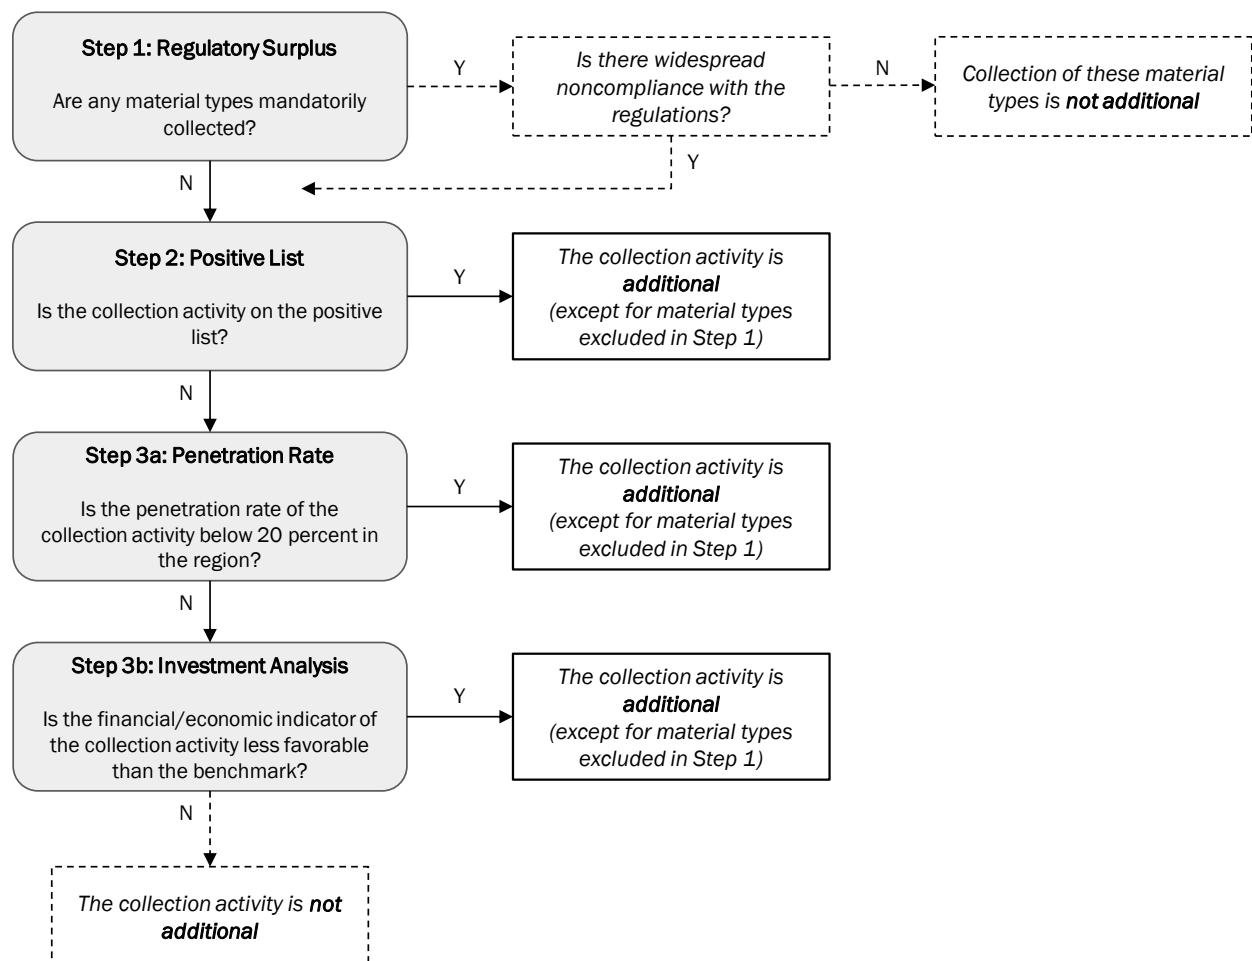 Step 1: Regulatory Surplus
Are any material types mandatorily
collected?
Y
Is there widespread
noncompliance with the
regulations?
N
Collection of these material
types is not additional
Y
N
Step 2: Positive List
Is the collection activity on the positive
list?
Y
The collection activity is
additional
(except for material types
excluded in Step 1)
N
Step 3a: Penetration Rate
Is the penetration rate of the
collection activity below 20 percent in
the region?
Y
The collection activity is
additional
(except for material types
excluded in Step 1)
N
Step 3b: Investment Analysis
Is the financial/economic indicator of
the collection activity less favorable
than the benchmark?
Y
The collection activity is
additional
(except for material types
excluded in Step 1)
N
The collection activity is not
additional